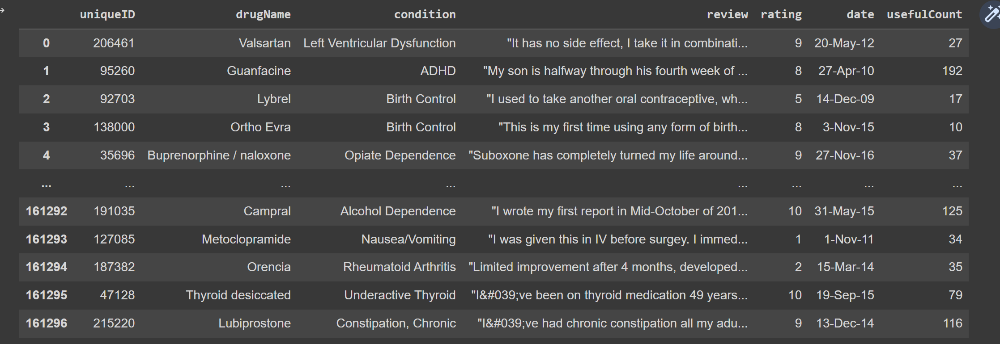 uniqueID drugName condition review rating date usefulCount
0 206461 Valsartan Left Ventricular Dysfunction "It has no side effect, I take it in combinati... 9 20-May-12 27
1 95260 Guanfacine ADHD "My son is halfway through his fourth week of ... 8 27-Apr-10 192
2 92703 Lybrel Birth Control "I used to take another oral contraceptive, wh... 5 14-Dec-09 17
3 138000 Ortho Evra Birth Control "This is my first time using any form of birth... 8 3-Nov-15 10
4 35696 Buprenorphine / naloxone Opiate Dependence "Suboxone has completely turned my life around... 9 27-Nov-16 37
... ... ... ... ... ... ... ...
161292 191035 Campral Alcohol Dependence "I wrote my first report in Mid-October of 201... 10 31-May-15 125
161293 127085 Metoclopramide Nausea/Vomiting "I was given this in IV before surgey. I immed... 1 1-Nov-11 34
161294 187382 Orencia Rheumatoid Arthritis "Limited improvement after 4 months, developed... 2 15-Mar-14 35
161295 47128 Thyroid desiccated Underactive Thyroid "I&#039;ve been on thyroid medication 49 years... 10 19-Sep-15 79
161296 215220 Lubiprostone Constipation, Chronic "I&#039;ve had chronic constipation all my adu... 9 13-Dec-14 116